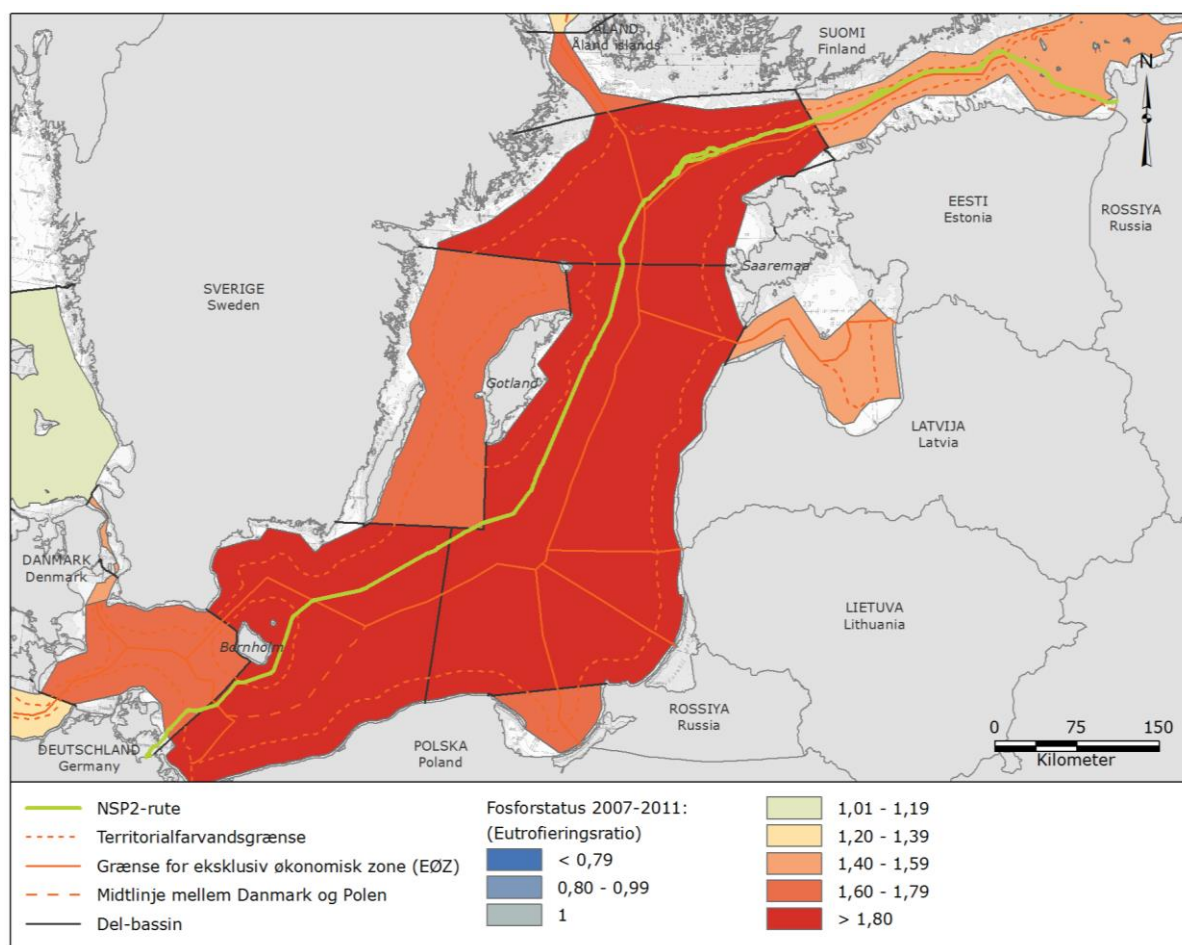 ÅLAND
Åland islands
SUOMI
Finland
N
EESTI
Estonia
ROSSIYA
Russia
SVERIGE
Sweden
Saaremaa
Gotland
LATVIJA
Latvia
DANMARK
Denmark
LIETUVA
Lithuania
Bornholm
ROSSIYA
Russia
DEUTSCHLAND
Germany
POLSKA
Poland
0 75 150
Kilometer
NSP2-rute
Territorialfarvandsgrænse
Grænse for eksklusiv økonomisk zone (EØZ)
Midtlinje mellem Danmark og Polen
Del-bassin
Fosforstatus 2007-2011:
(Eutrofieringsratio)
< 0,79
0,80 - 0,99
1
1,01 - 1,19
1,20 - 1,39
1,40 - 1,59
1,60 - 1,79
> 1,80